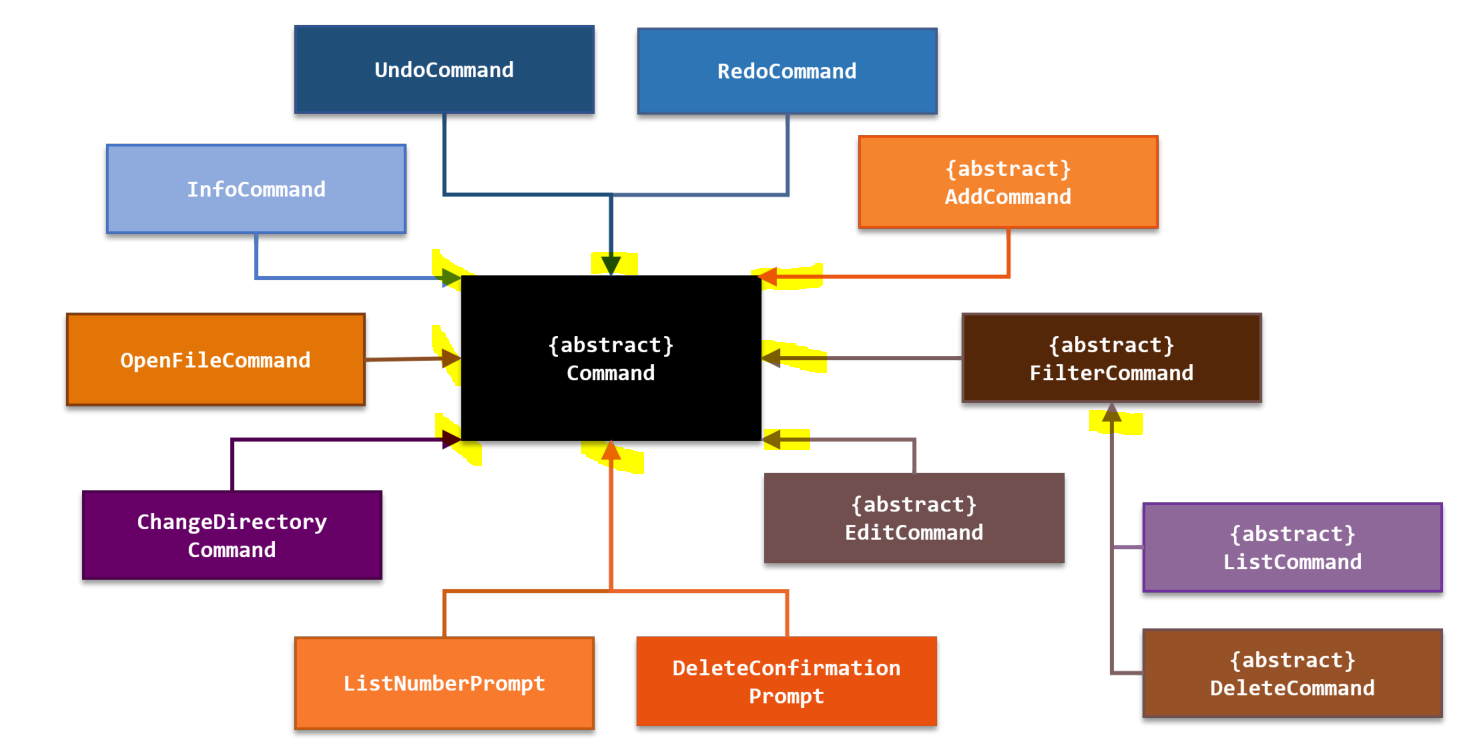 UndoCommand
RedoCommand
InfoCommand
{abstract}
AddCommand
OpenFileCommand
{abstract}
Command
{abstract}
FilterCommand
ChangeDirectory
Command
{abstract}
EditCommand
{abstract}
ListCommand
ListNumberPrompt
DeleteConfirmation
Prompt
{abstract}
DeleteCommand